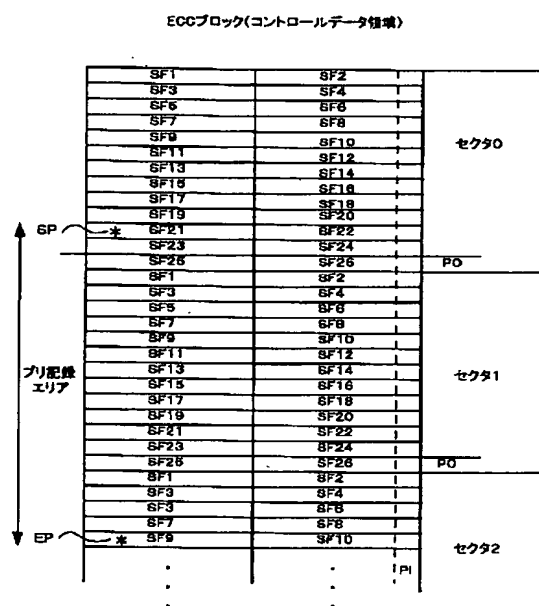 ECCブロック(コントロールデータ領域)
SF1 SF2
SF3 SF4
SF5 SF6
SF7 SF8
SF9 SF10
SF11 SF12
SF13 SF14
SF15 SF16
SF17 SF18
SF19 SF20
SP * SF21 SF22
SF23 SF24
SF25 SF26 PO
セクタ0
SF1 SF2
SF3 SF4
SF5 SF6
SF7 SF8
SF9 SF10
SF11 SF12
SF13 SF14
SF15 SF16
SF17 SF18
SF19 SF20
SF21 SF22
SF23 SF24
SF25 SF26 PO
セクタ1
プリ記録
エリア
SF1 SF2
SF3 SF4
SF3 SF6
SF7 SF8
EP * SF9 SF10
セクタ2
PI